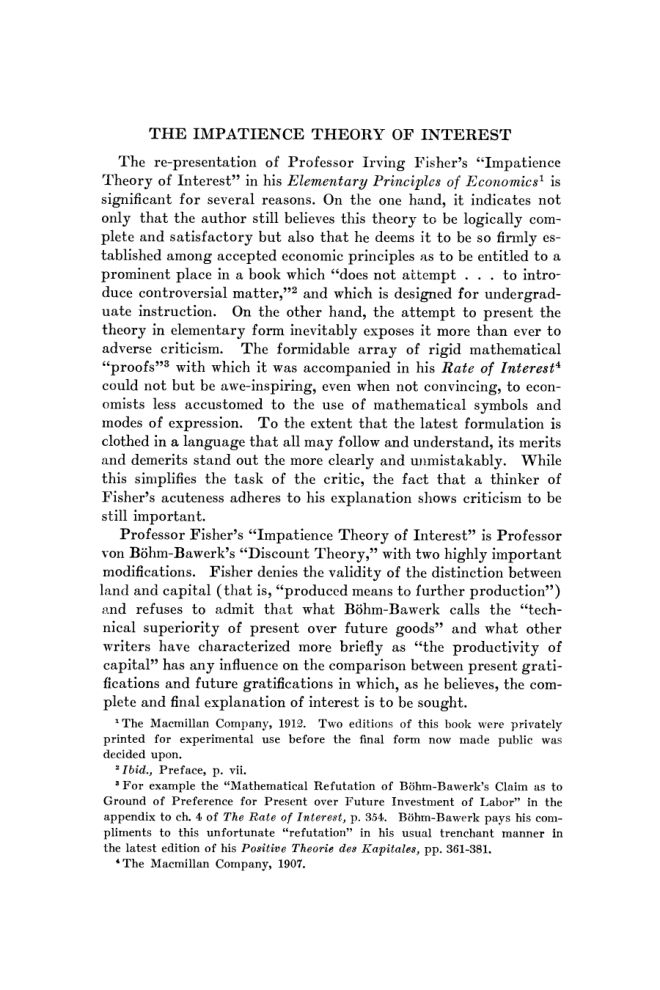 THE IMPATIENCE THEORY OF INTEREST
The re-presentation of Professor Irving Fisher's “Impatience
Theory of Interest” in his Elementary Principles of Economics¹ is
significant for several reasons. On the one hand, it indicates not
only that the author still believes this theory to be logically com-
plete and satisfactory but also that he deems it to be so firmly es-
tablished among accepted economic principles as to be entitled to a
prominent place in a book which “does not attempt . . . to intro-
duce controversial matter,”² and which is designed for undergrad-
uate instruction. On the other hand, the attempt to present the
theory in elementary form inevitably exposes it more than ever to
adverse criticism. The formidable array of rigid mathematical
“proofs”³ with which it was accompanied in his Rate of Interest⁴
could not but be awe-inspiring, even when not convincing, to econ-
omists less accustomed to the use of mathematical symbols and
modes of expression. To the extent that the latest formulation is
clothed in a language that all may follow and understand, its merits
and demerits stand out the more clearly and unmistakably. While
this simplifies the task of the critic, the fact that a thinker of
Fisher's acuteness adheres to his explanation shows criticism to be
still important.
Professor Fisher's “Impatience Theory of Interest” is Professor
von Böhm-Bawerk's “Discount Theory,” with two highly important
modifications. Fisher denies the validity of the distinction between
land and capital (that is, “produced means to further production”)
and refuses to admit that what Böhm-Bawerk calls the “tech-
nical superiority of present over future goods” and what other
writers have characterized more briefly as “the productivity of
capital” has any influence on the comparison between present grati-
fications and future gratifications in which, as he believes, the com-
plete and final explanation of interest is to be sought.
¹ The Macmillan Company, 1912. Two editions of this book were privately
printed for experimental use before the final form now made public was
decided upon.
² Ibid., Preface, p. vii.
³ For example the “Mathematical Refutation of Böhm-Bawerk's Claim as to
Ground of Preference for Present over Future Investment of Labor” in the
appendix to ch. 4 of The Rate of Interest, p. 354. Böhm-Bawerk pays his com-
pliments to this unfortunate “refutation” in his usual trenchant manner in
the latest edition of his Positive Theorie des Kapitales, pp. 361-381.
⁴ The Macmillan Company, 1907.